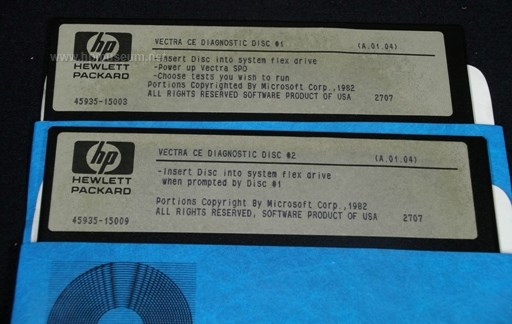 hp
HEWLETT
PACKARD
45935-15003
VECTRA CE DIAGNOSTIC DISC #1 (A.01.04)
-Insert Disc into system flex drive
-Power up Vectra SPO
-Choose tests you wish to run
Portions Copyrighted By Microsoft Corp.,1982
ALL RIGHTS RESERVED SOFTWARE PRODUCT OF USA 2707
hp
HEWLETT
PACKARD
45935-15009
VECTRA CE DIAGNOSTIC DISC #2 (A.01.04)
-Insert Disc into system flex drive
when prompted by Disc #1
Portions Copyright By Microsoft Corp.,1982
ALL RIGHTS RESERVED, SOFTWARE PRODUCT OF USA 2707